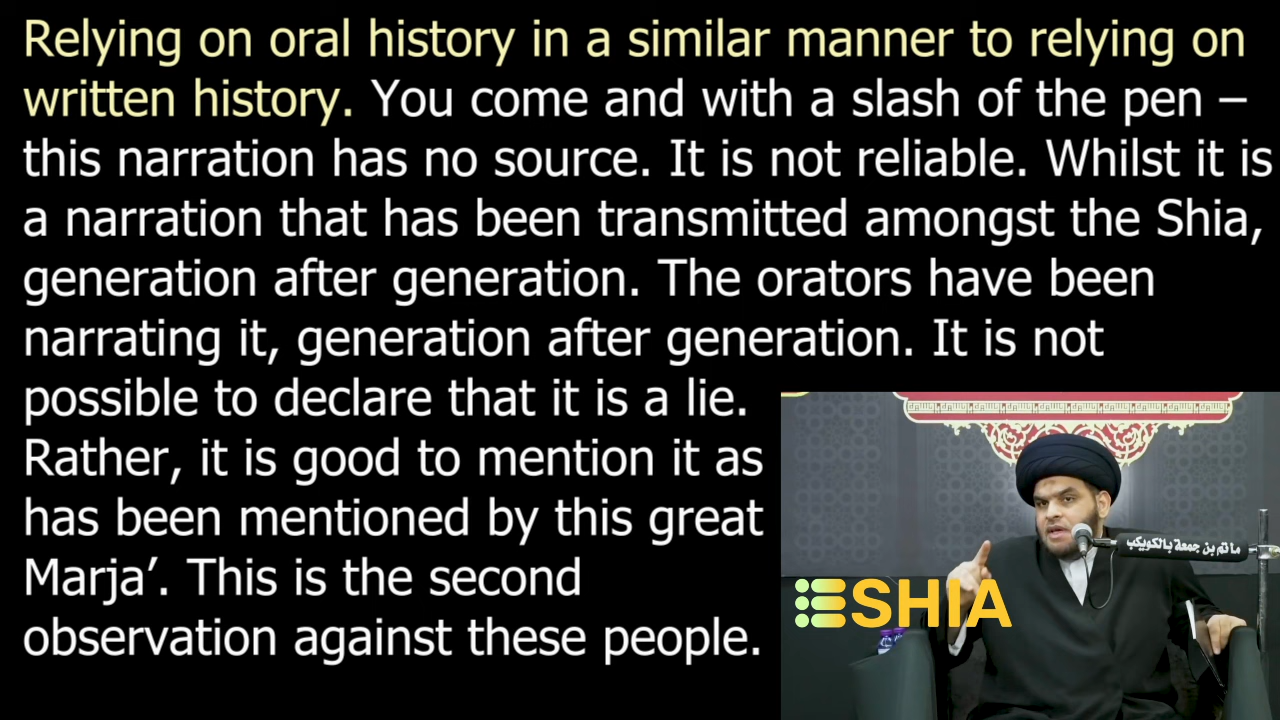 Relying on oral history in a similar manner to relying on
written history. You come and with a slash of the pen –
this narration has no source. It is not reliable. Whilst it is
a narration that has been transmitted amongst the Shia,
generation after generation. The orators have been
narrating it, generation after generation. It is not
possible to declare that it is a lie.
Rather, it is good to mention it as
has been mentioned by this great
Marja’. This is the second
observation against these people.
مأتم بن جمعة بالكويكب
SHIA